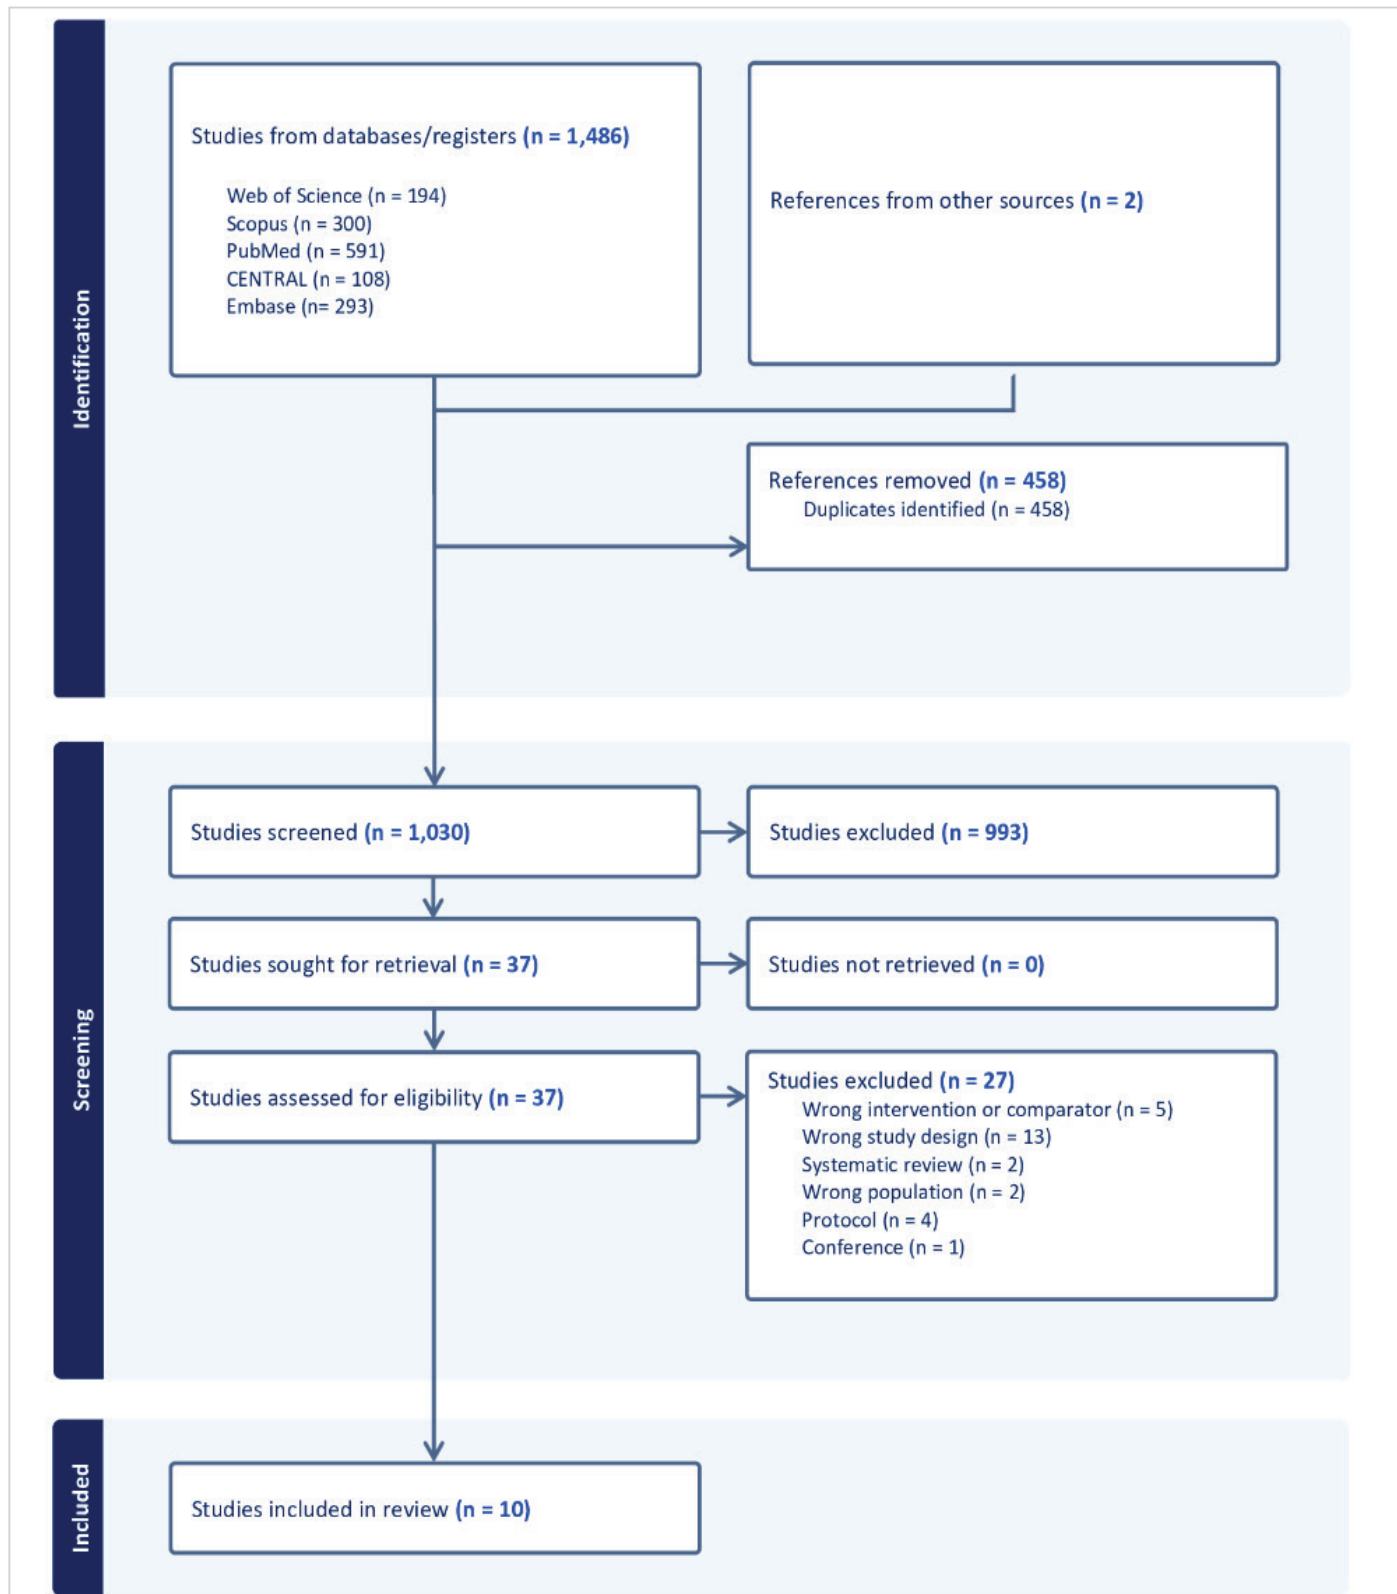 Identification
Studies from databases/registers (n = 1,486)
Web of Science (n = 194)
Scopus (n = 300)
PubMed (n = 591)
CENTRAL (n = 108)
Embase (n= 293)
References from other sources (n = 2)
References removed (n = 458)
Duplicates identified (n = 458)
Screening
Studies screened (n = 1,030)
Studies excluded (n = 993)
Studies sought for retrieval (n = 37)
Studies not retrieved (n = 0)
Studies assessed for eligibility (n = 37)
Studies excluded (n = 27)
Wrong intervention or comparator (n = 5)
Wrong study design (n = 13)
Systematic review (n = 2)
Wrong population (n = 2)
Protocol (n = 4)
Conference (n = 1)
Included
Studies included in review (n = 10)